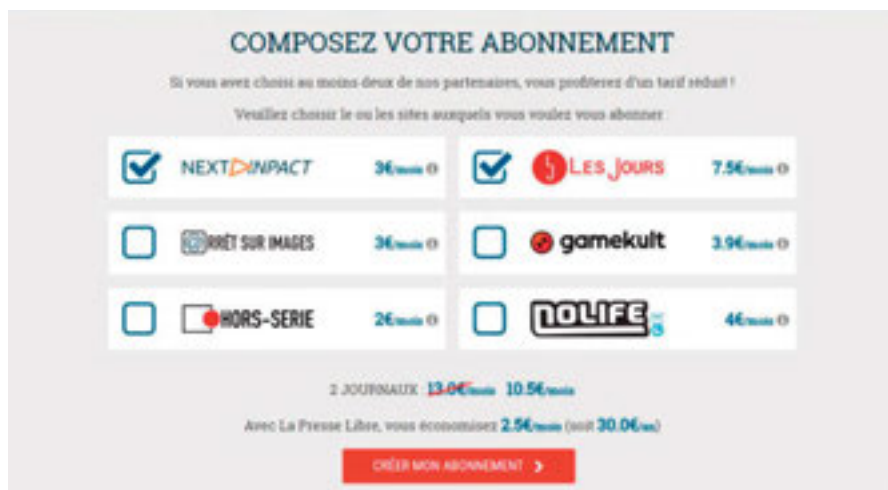 COMPOSEZ VOTRE ABONNEMENT
Si vous avez choisi au moins deux de nos partenaires, vous profiterez d'un tarif réduit !
Veuillez choisir le ou les sites auxquels vous voulez vous abonner
NEXT INPACT 3€/mois
LES JOURS 7.5€/mois
ARRÊT SUR IMAGES 3€/mois
gamekult 3.9€/mois
HORS-SERIE 2€/mois
NOLIFE 4€/mois
2 JOURNAUX : 13.0€/mois 10.5€/mois
Avec La Presse Libre, vous économisez 2.5€/mois (soit 30.0€/an)
CRÉER MON ABONNEMENT